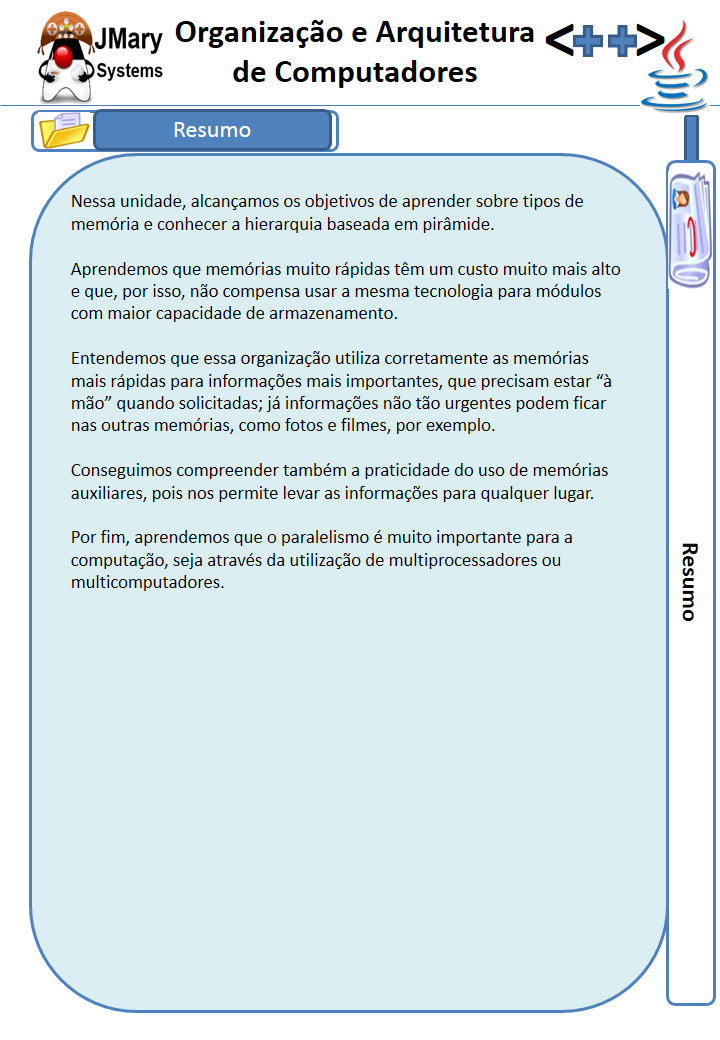 JMary
Systems
Organização e Arquitetura
de Computadores
<++>
Resumo
Nessa unidade, alcançamos os objetivos de aprender sobre tipos de
memória e conhecer a hierarquia baseada em pirâmide.
Aprendemos que memórias muito rápidas têm um custo muito mais alto
e que, por isso, não compensa usar a mesma tecnologia para módulos
com maior capacidade de armazenamento.
Entendemos que essa organização utiliza corretamente as memórias
mais rápidas para informações mais importantes, que precisam estar “à
mão” quando solicitadas; já informações não tão urgentes podem ficar
nas outras memórias, como fotos e filmes, por exemplo.
Conseguimos compreender também a praticidade do uso de memórias
auxiliares, pois nos permite levar as informações para qualquer lugar.
Por fim, aprendemos que o paralelismo é muito importante para a
computação, seja através da utilização de multiprocessadores ou
multicomputadores.
Resumo